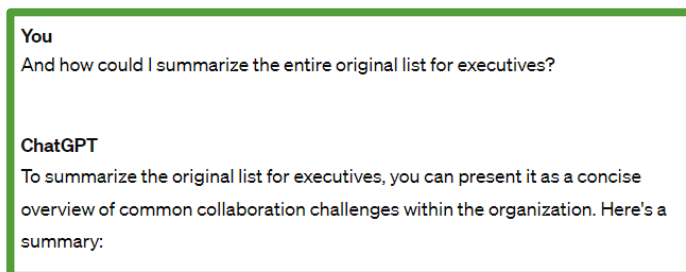 You
And how could I summarize the entire original list for executives?
ChatGPT
To summarize the original list for executives, you can present it as a concise
overview of common collaboration challenges within the organization. Here's a
summary: